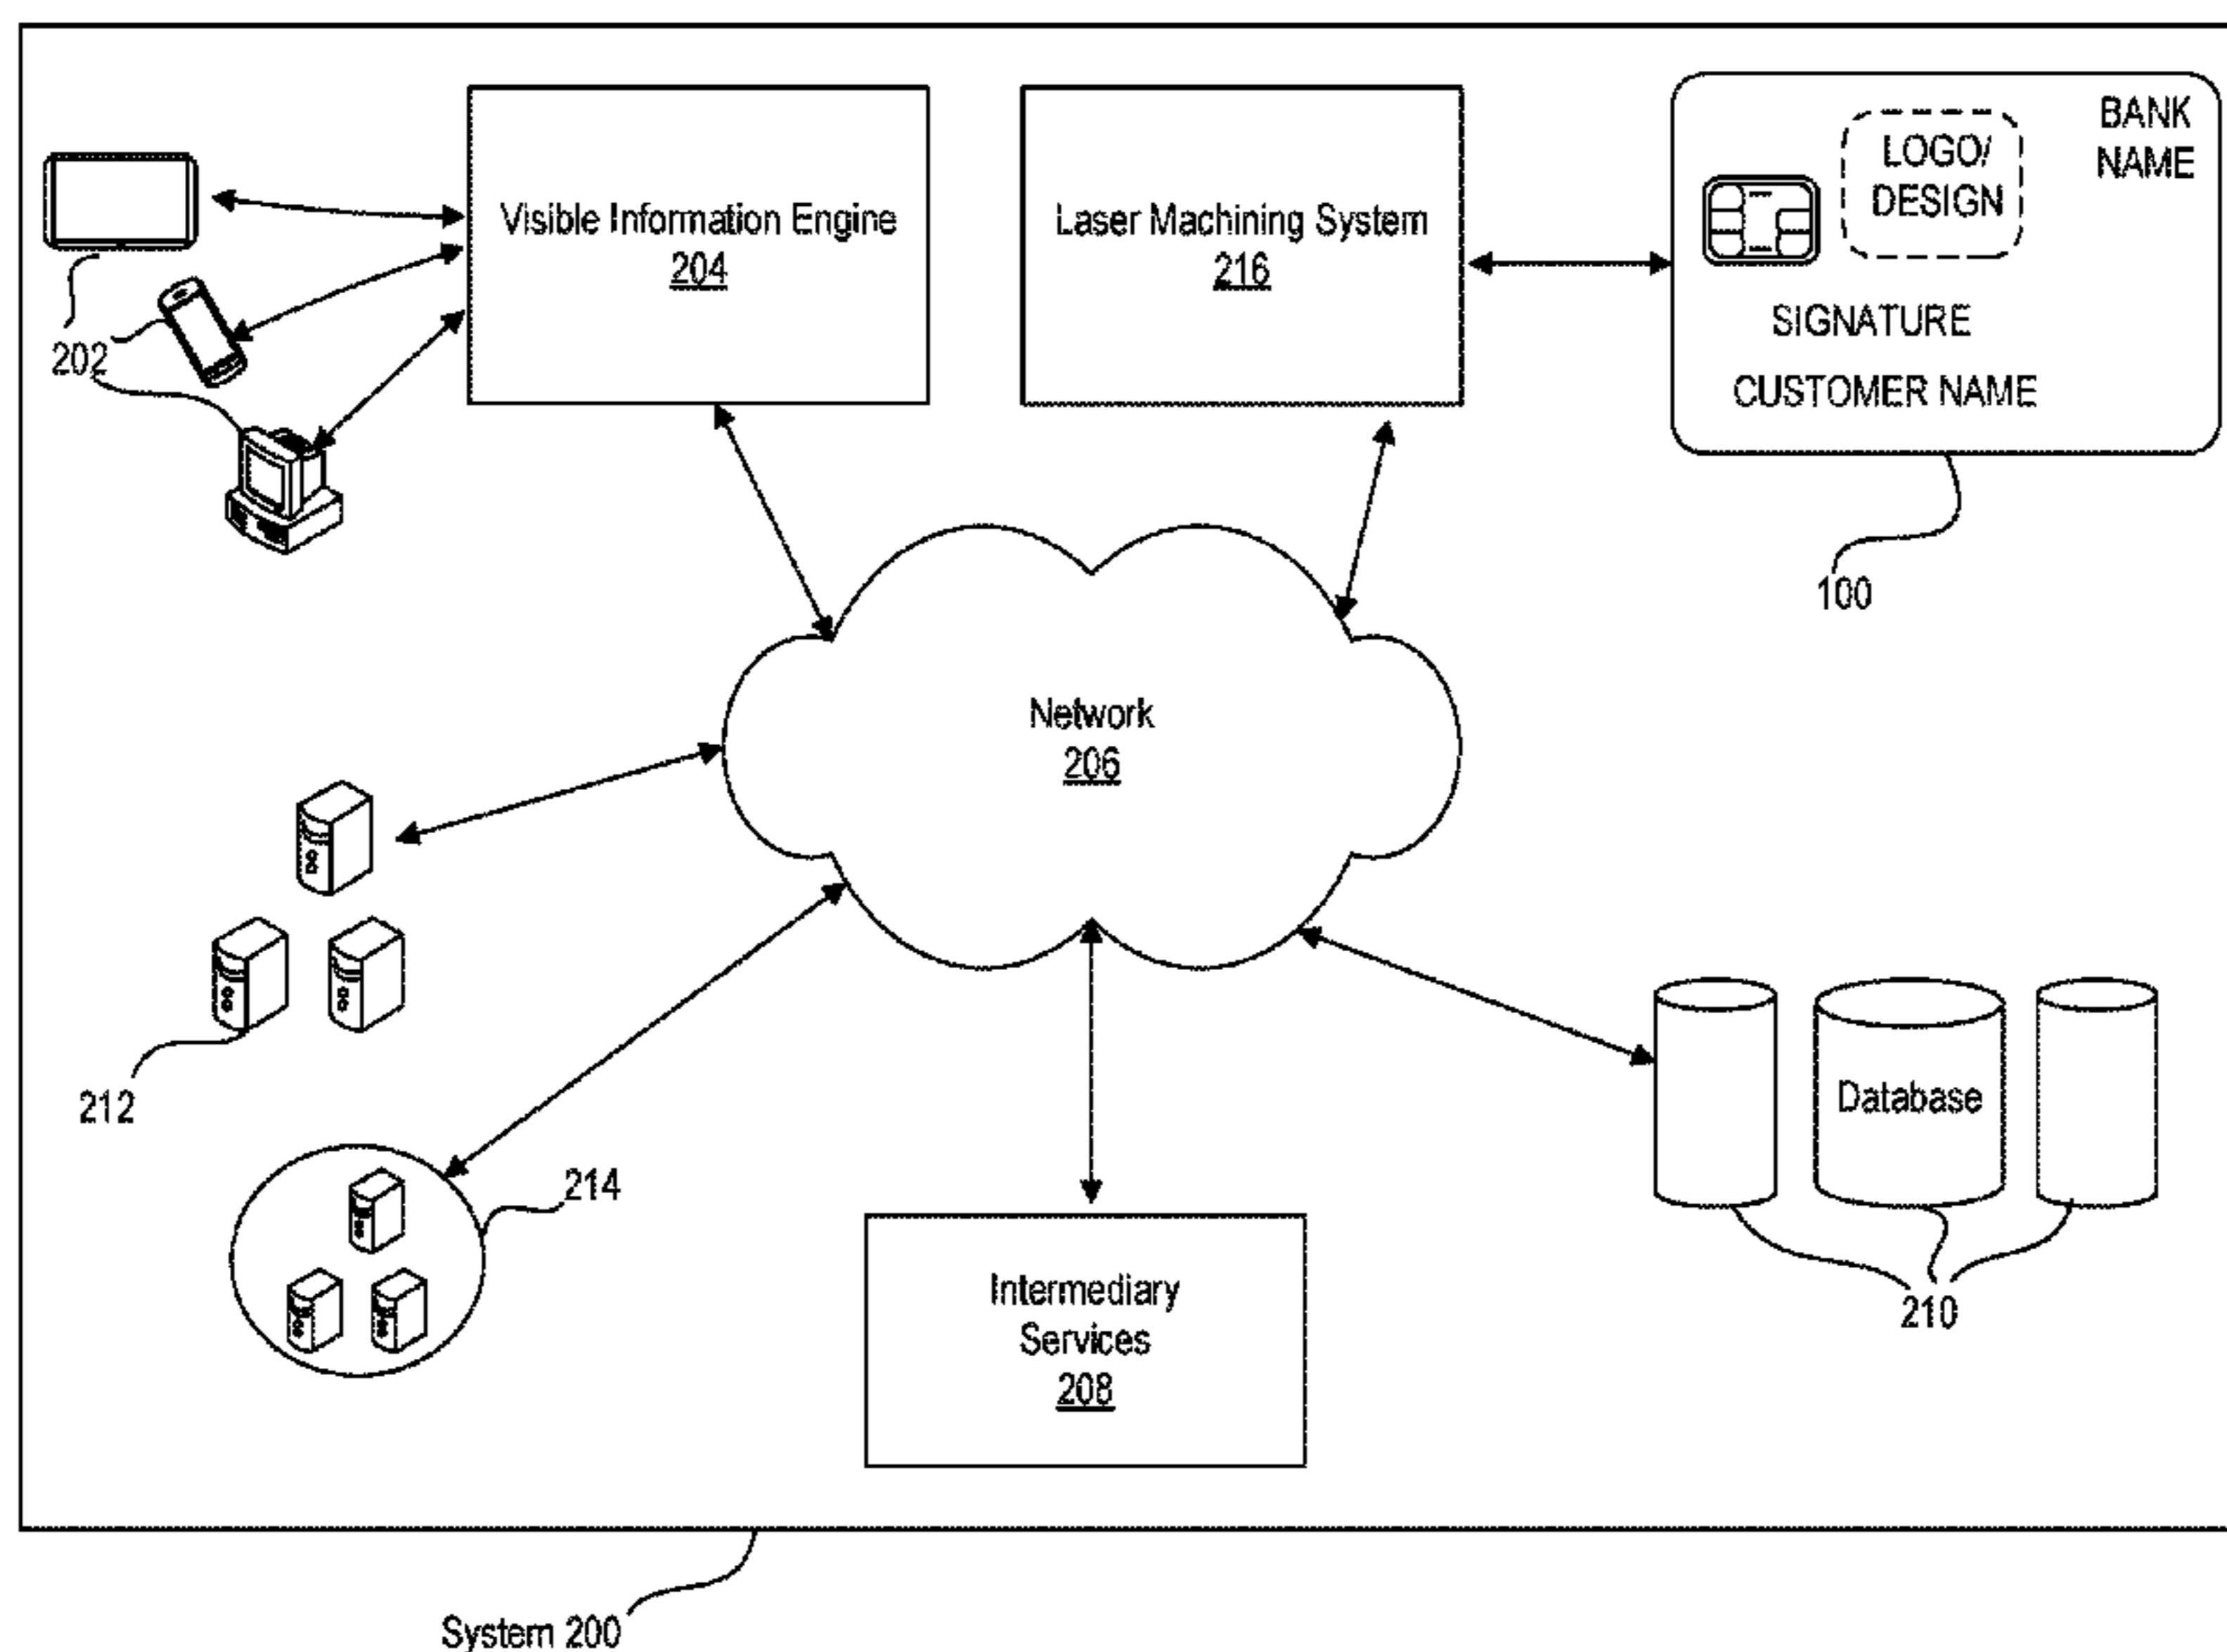 Visible Information Engine
204
Laser Machining System
216
BANK
NAME
LOGO/
DESIGN
SIGNATURE
CUSTOMER NAME
202
100
Network
206
212
214
Database
210
Intermediary
Services
208
System 200